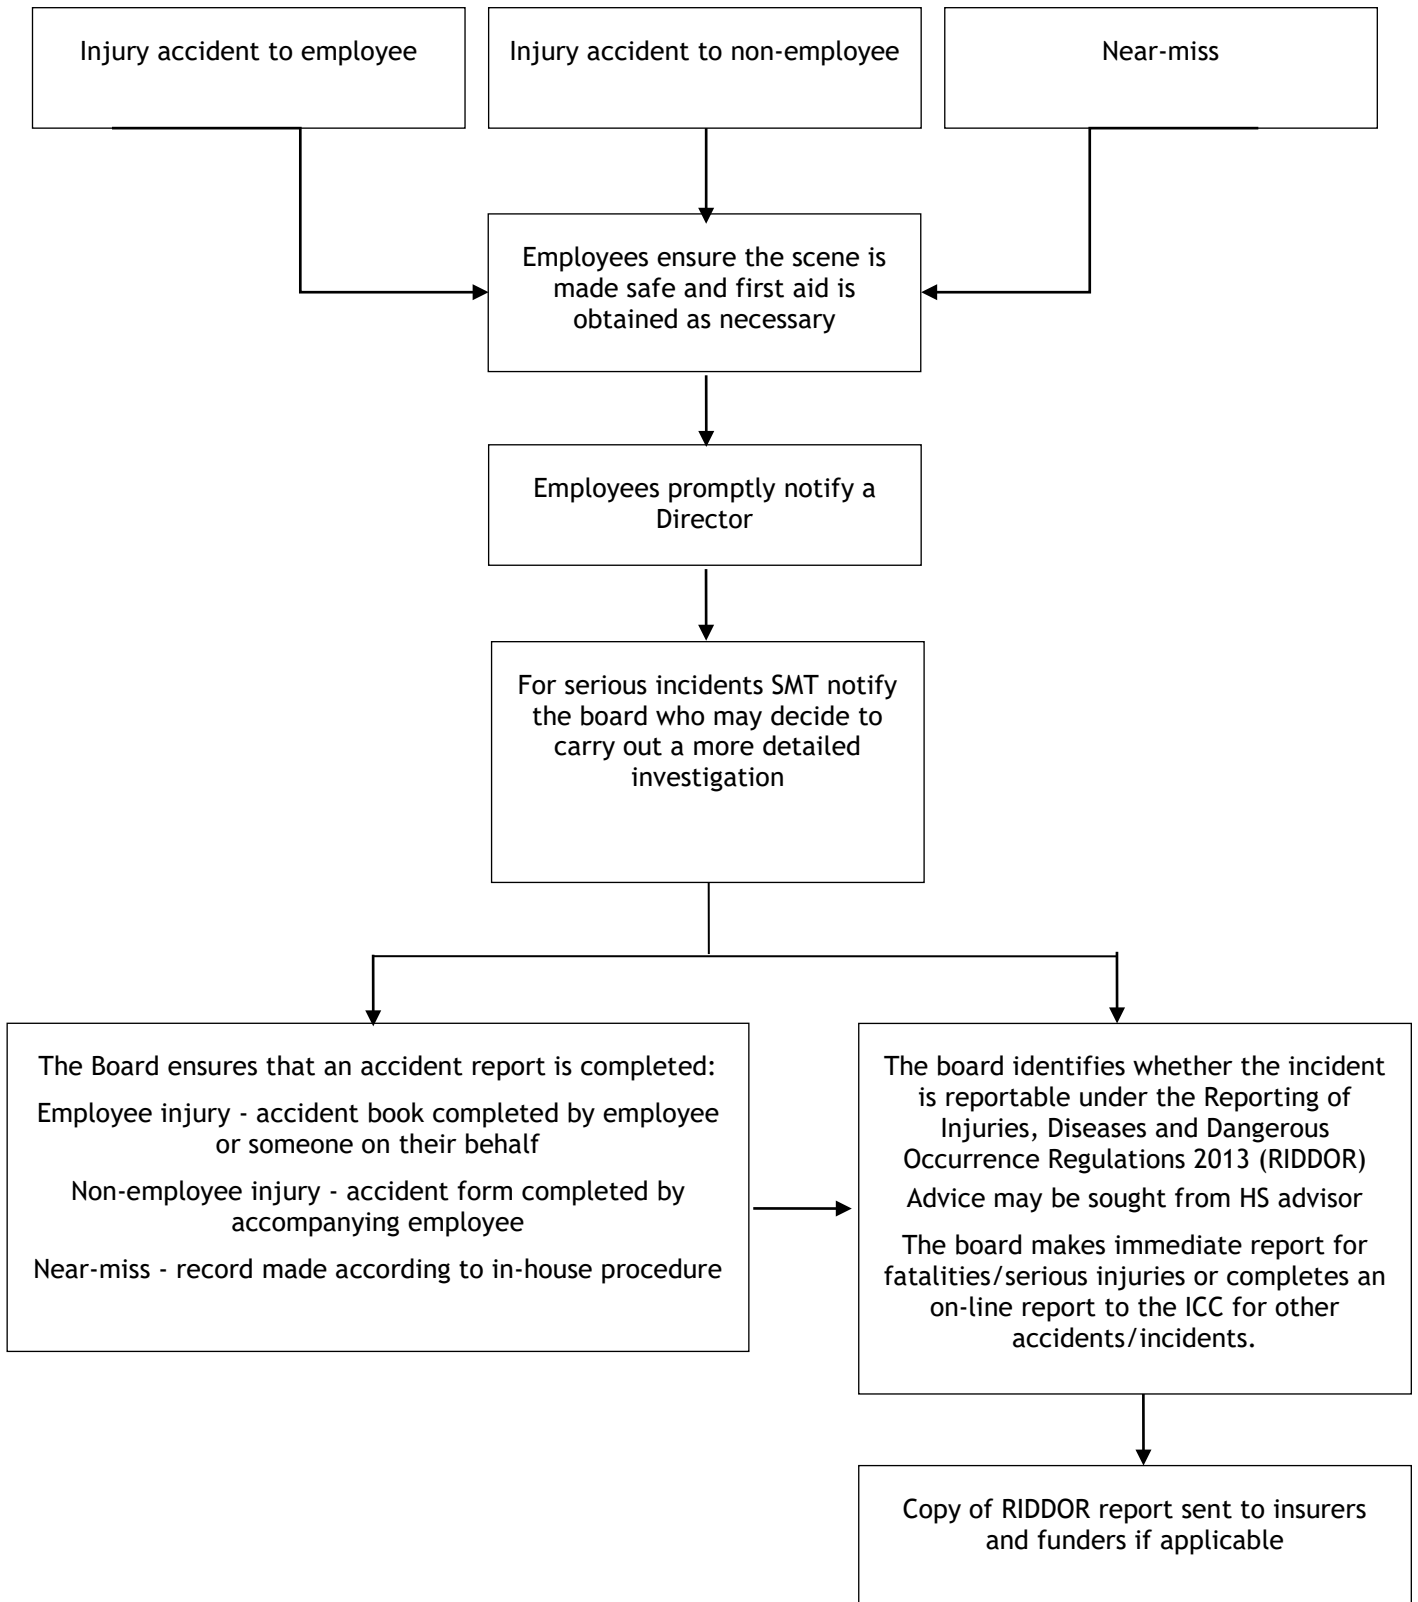 Injury accident to employee
Injury accident to non-employee
Near-miss
Employees ensure the scene is
made safe and first aid is
obtained as necessary
Employees promptly notify a
Director
For serious incidents SMT notify
the board who may decide to
carry out a more detailed
investigation
The Board ensures that an accident report is completed:
Employee injury - accident book completed by employee
or someone on their behalf
Non-employee injury - accident form completed by
accompanying employee
Near-miss - record made according to in-house procedure
The board identifies whether the incident
is reportable under the Reporting of
Injuries, Diseases and Dangerous
Occurrence Regulations 2013 (RIDDOR)
Advice may be sought from HS advisor
The board makes immediate report for
fatalities/serious injuries or completes an
on-line report to the ICC for other
accidents/incidents.
Copy of RIDDOR report sent to insurers
and funders if applicable